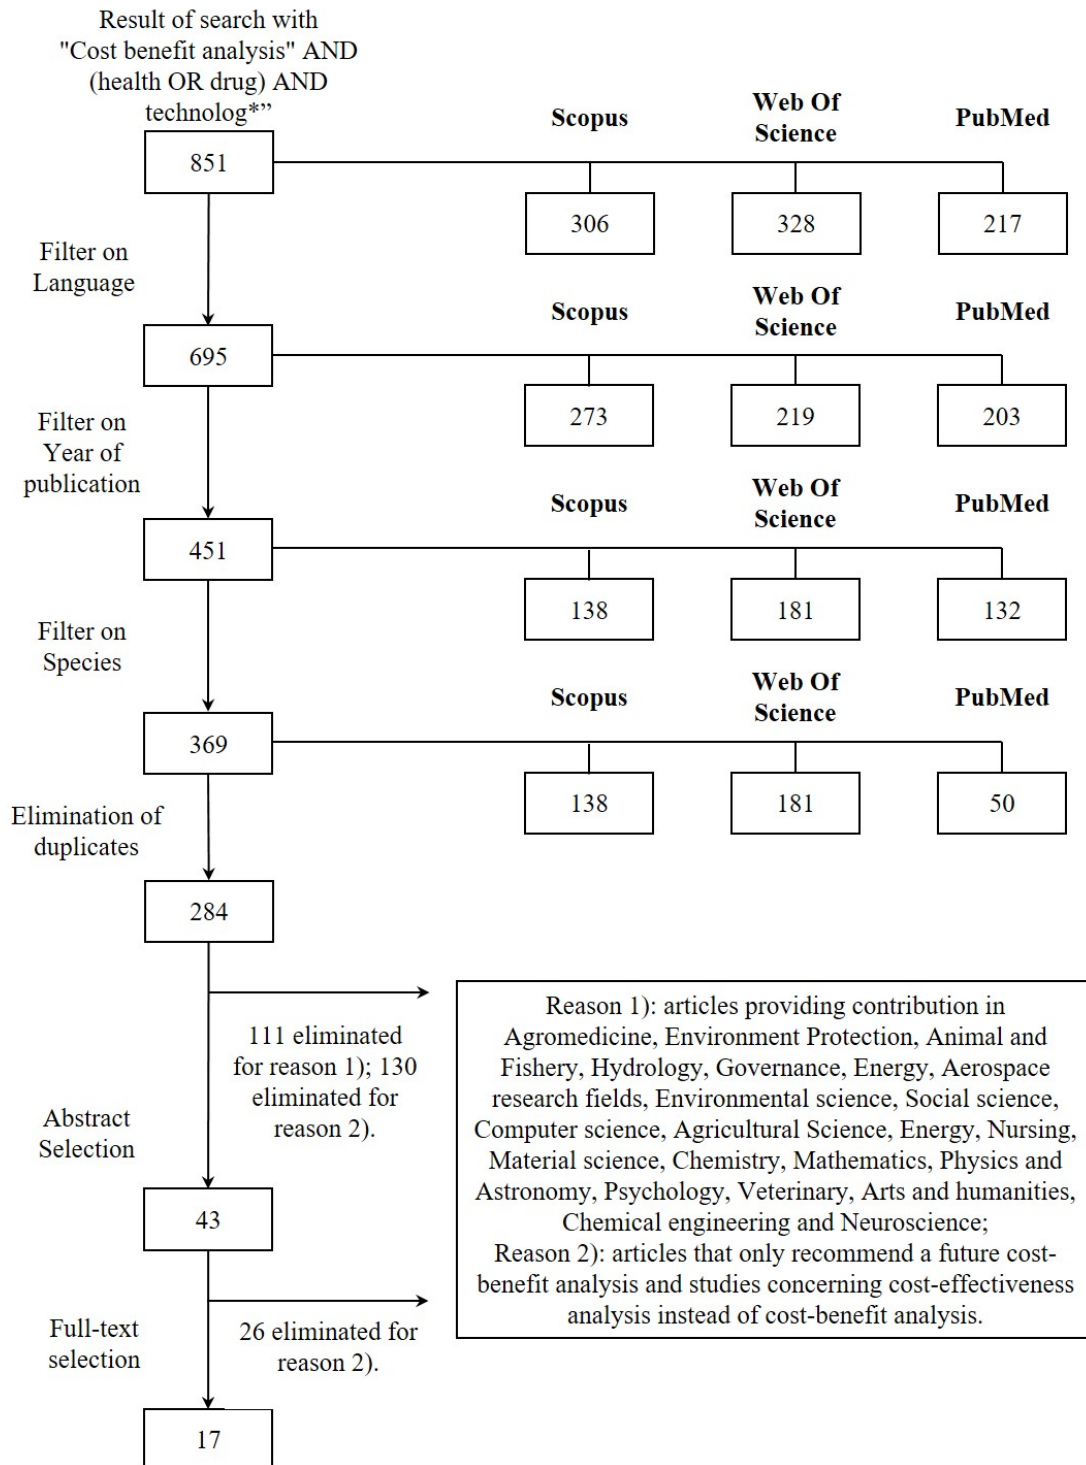 Result of search with
"Cost benefit analysis" AND
(health OR drug) AND
technolog*”
851
Scopus
Web Of
Science
PubMed
306
328
217
Filter on
Language
Scopus
Web Of
Science
PubMed
695
273
219
203
Filter on
Year of
publication
Scopus
Web Of
Science
PubMed
451
138
181
132
Filter on
Species
Scopus
Web Of
Science
PubMed
369
138
181
50
Elimination of
duplicates
284
111 eliminated
for reason 1); 130
eliminated for
reason 2).
Abstract
Selection
Reason 1): articles providing contribution in
Agromedicine, Environment Protection, Animal and
Fishery, Hydrology, Governance, Energy, Aerospace
research fields, Environmental science, Social science,
Computer science, Agricultural Science, Energy, Nursing,
Material science, Chemistry, Mathematics, Physics and
Astronomy, Psychology, Veterinary, Arts and humanities,
Chemical engineering and Neuroscience;
Reason 2): articles that only recommend a future cost-
benefit analysis and studies concerning cost-effectiveness
analysis instead of cost-benefit analysis.
43
Full-text
selection
26 eliminated for
reason 2).
17